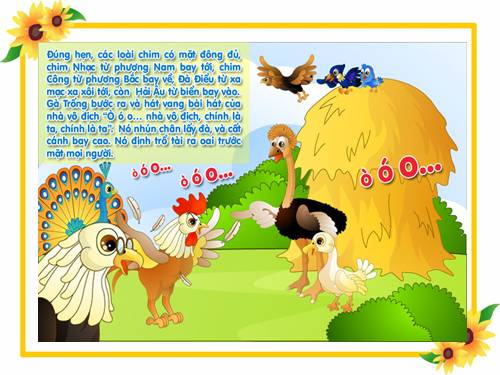 Đúng hẹn, các loài chim có mặt đông đủ,
chim Nhạc từ phương Nam bay tới, chim
Công từ phương Bắc bay về, Đà Điểu từ xa
mạc xa xôi tới, còn Hải Âu từ biển bay vào.
Gà Trống bước ra và hát vang bài hát của
nhà vô địch "Ò ó o... nhà vô địch, chính là
ta, chính là ta". Nó nhún chân lấy đà, và cất
cánh bay cao. Nó định trổ tài ra oai trước
mặt mọi người.
ò ó O...
ò ó O...
ò ó O...